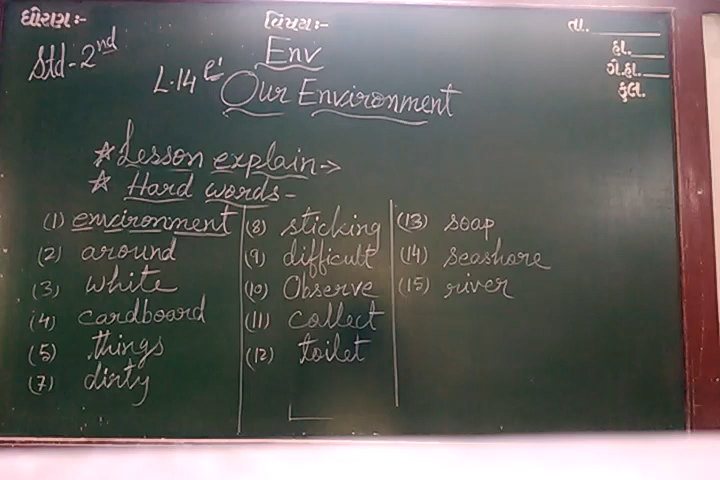 ધોરણ:-
વિષય:-
તા.
Std - 2nd
Env
હા.
ગે.હા.
કુલ.
L.14
Our Environment
☆ Lesson explain->
☆ Hard words-
(1) environment
(2) around
(3) white
(4) cardboard
(5) things
(7) dirty
(8) sticking
(9) difficult
(10) Observe
(11) collect
(12) toilet
(13) soap
(14) seashore
(15) river